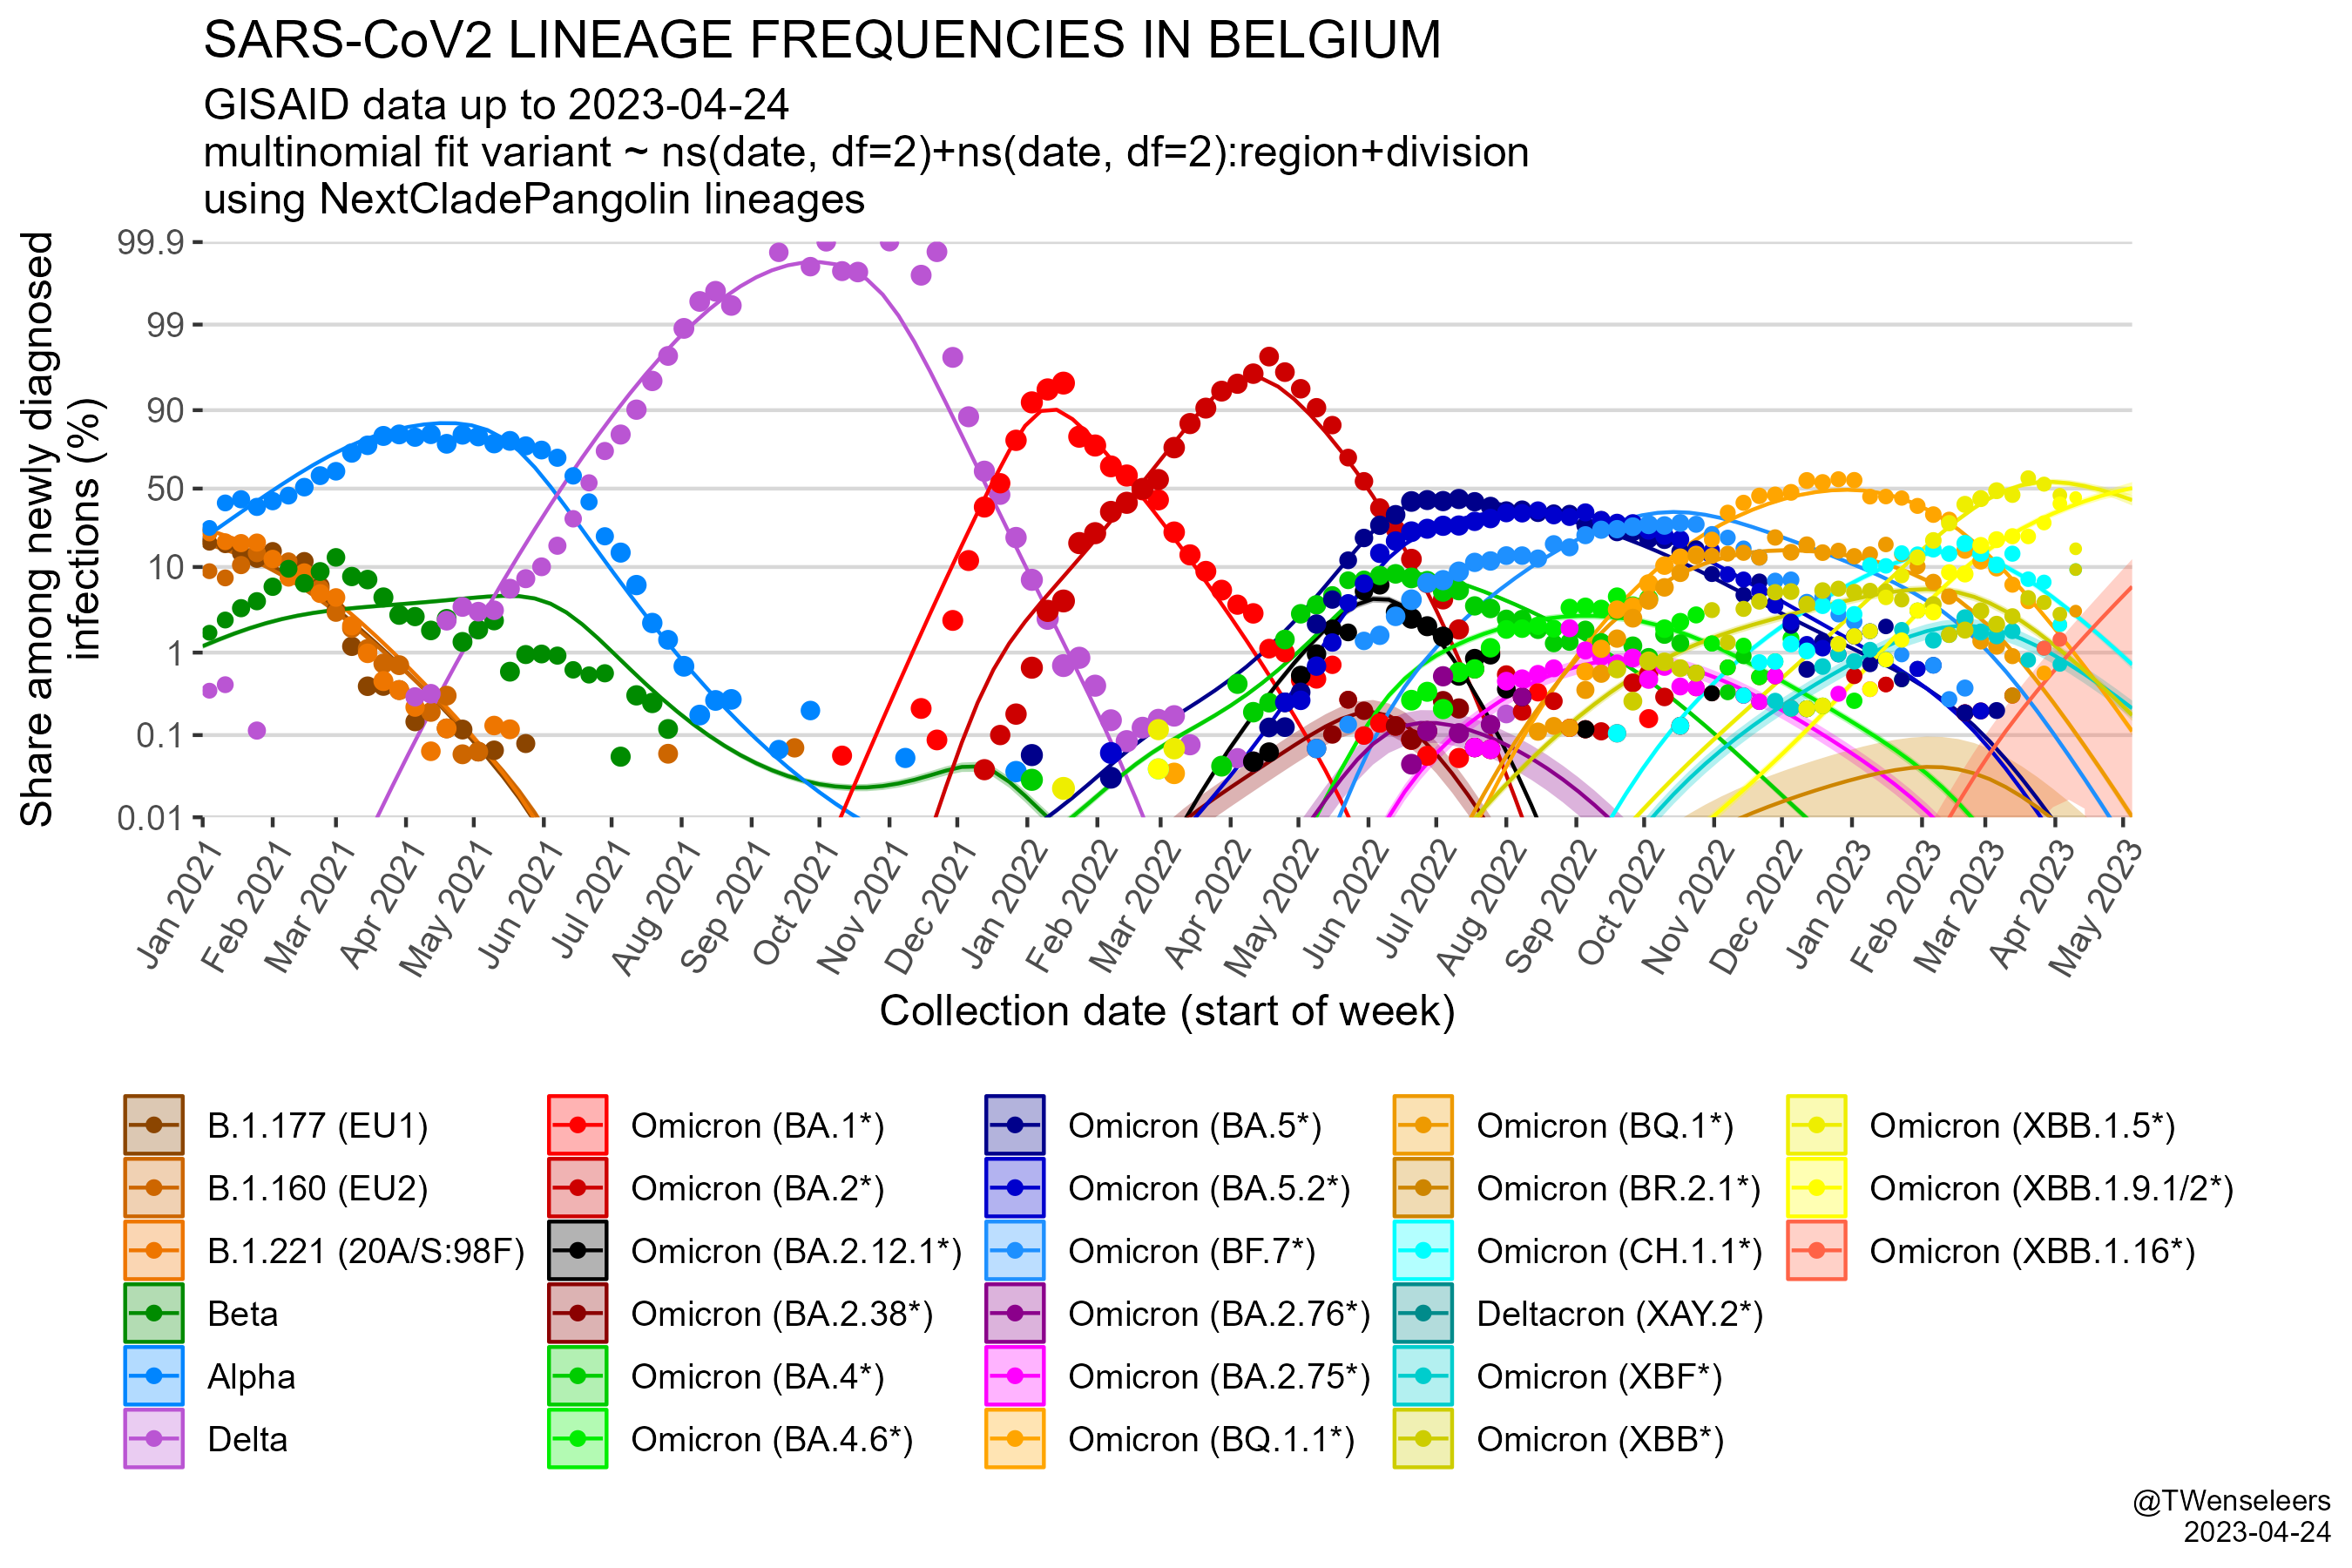 SARS-CoV2 LINEAGE FREQUENCIES IN BELGIUM
GISAID data up to 2023-04-24
multinomial fit variant ~ ns(date, df=2)+ns(date, df=2):region+division
using NextCladePangolin lineages
Share among newly diagnosed
infections (%)
99.9
99
90
50
10
1
0.1
0.01
Jan 2021
Feb 2021
Mar 2021
Apr 2021
May 2021
Jun 2021
Jul 2021
Aug 2021
Sep 2021
Oct 2021
Nov 2021
Dec 2021
Jan 2022
Feb 2022
Mar 2022
Apr 2022
May 2022
Jun 2022
Jul 2022
Aug 2022
Sep 2022
Oct 2022
Nov 2022
Dec 2022
Jan 2023
Feb 2023
Mar 2023
Apr 2023
May 2023
Collection date (start of week)
B.1.177 (EU1)
B.1.160 (EU2)
B.1.221 (20A/S:98F)
Beta
Alpha
Delta
Omicron (BA.1*)
Omicron (BA.2*)
Omicron (BA.2.12.1*)
Omicron (BA.2.38*)
Omicron (BA.4*)
Omicron (BA.4.6*)
Omicron (BA.5*)
Omicron (BA.5.2*)
Omicron (BF.7*)
Omicron (BA.2.76*)
Omicron (BA.2.75*)
Omicron (BQ.1.1*)
Omicron (BQ.1*)
Omicron (BR.2.1*)
Omicron (CH.1.1*)
Deltacron (XAY.2*)
Omicron (XBF*)
Omicron (XBB*)
Omicron (XBB.1.5*)
Omicron (XBB.1.9.1/2*)
Omicron (XBB.1.16*)
@TWenseleers
2023-04-24